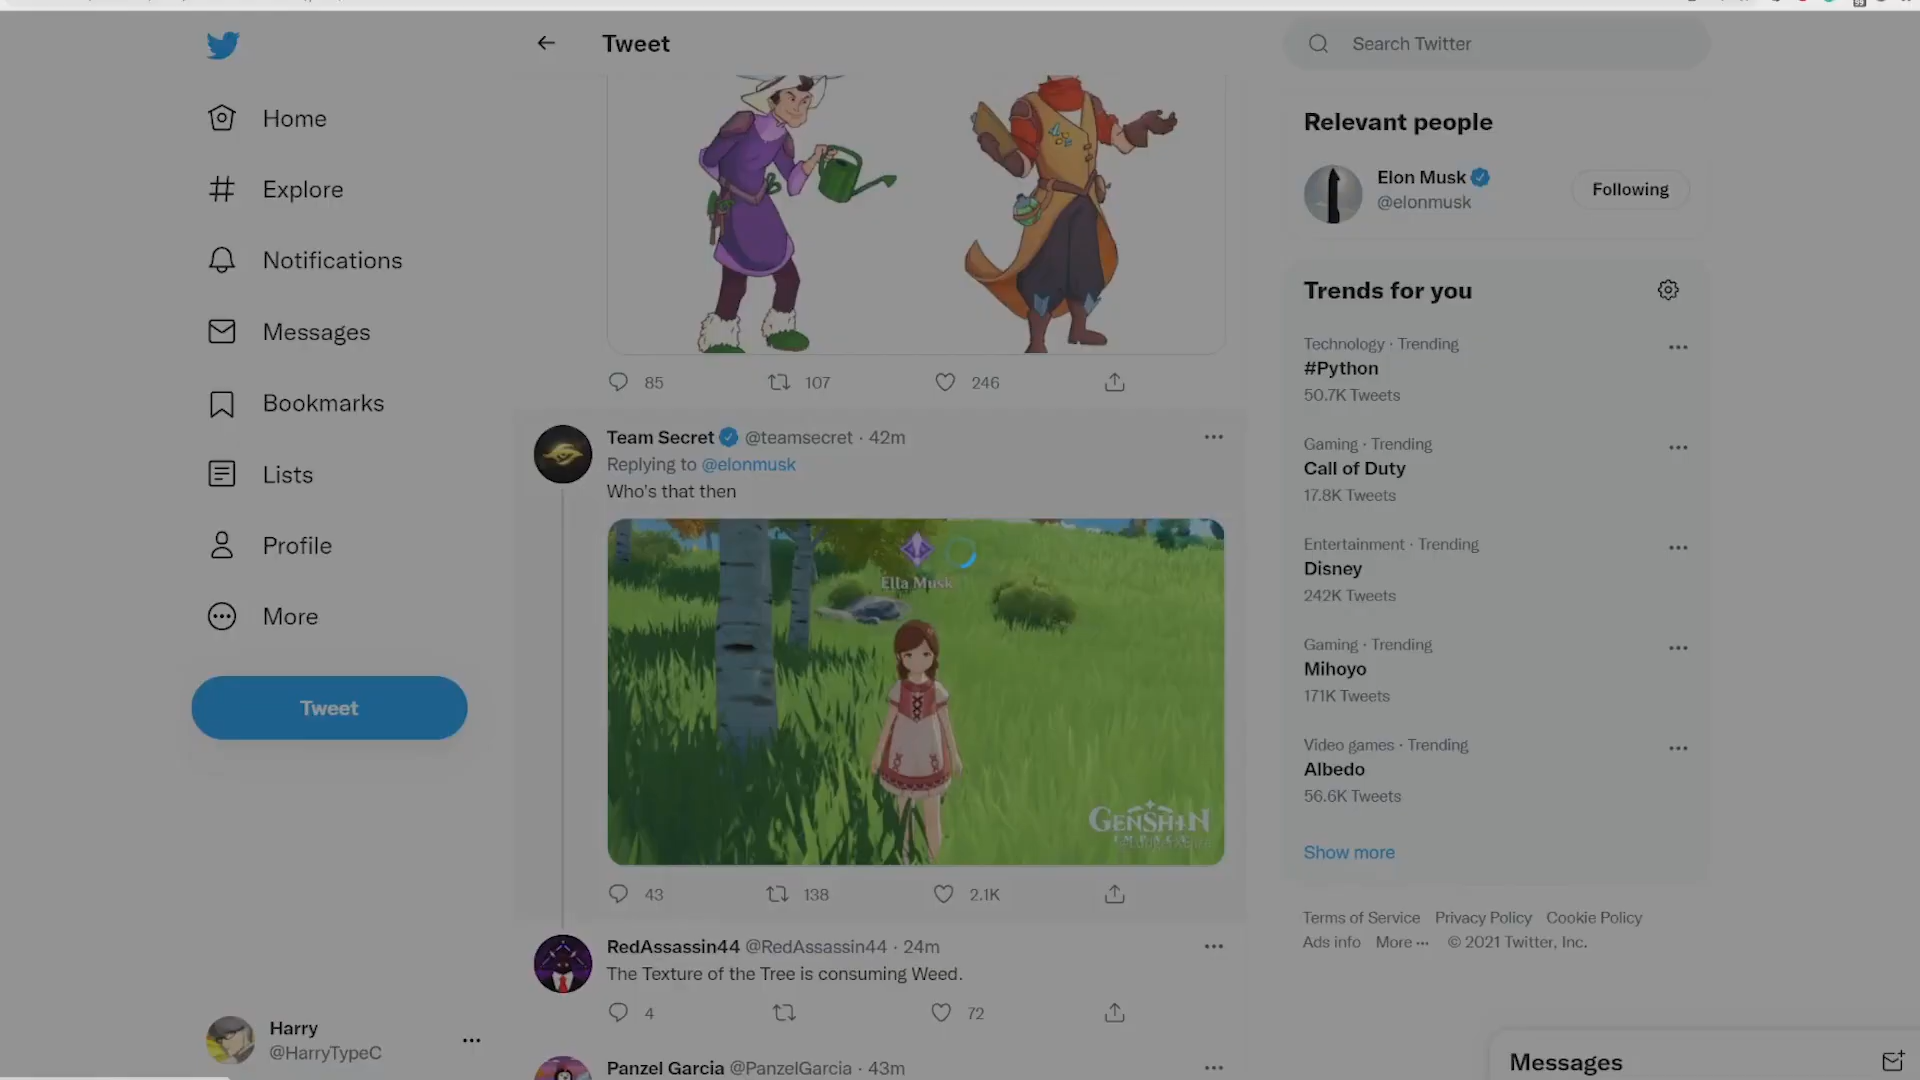 Home
Explore
Notifications
Messages
Bookmarks
Lists
Profile
More
Tweet
Harry
@HarryTypeC
Tweet
85 107 246
Team Secret @teamsecret · 42m
Replying to @elonmusk
Who's that then
Ella Musk
GENSHIN
IMPACT
43 138 2.1K
RedAssassin44 @RedAssassin44 · 24m
The Texture of the Tree is consuming Weed.
4 72
Panzel Garcia @PanzelGarcia · 43m
Search Twitter
Relevant people
Elon Musk
@elonmusk
Following
Trends for you
Technology · Trending
#Python
50.7K Tweets
Gaming · Trending
Call of Duty
17.8K Tweets
Entertainment · Trending
Disney
242K Tweets
Gaming · Trending
Mihoyo
171K Tweets
Video games · Trending
Albedo
56.6K Tweets
Show more
Terms of Service Privacy Policy Cookie Policy
Ads info More ··· © 2021 Twitter, Inc.
Messages